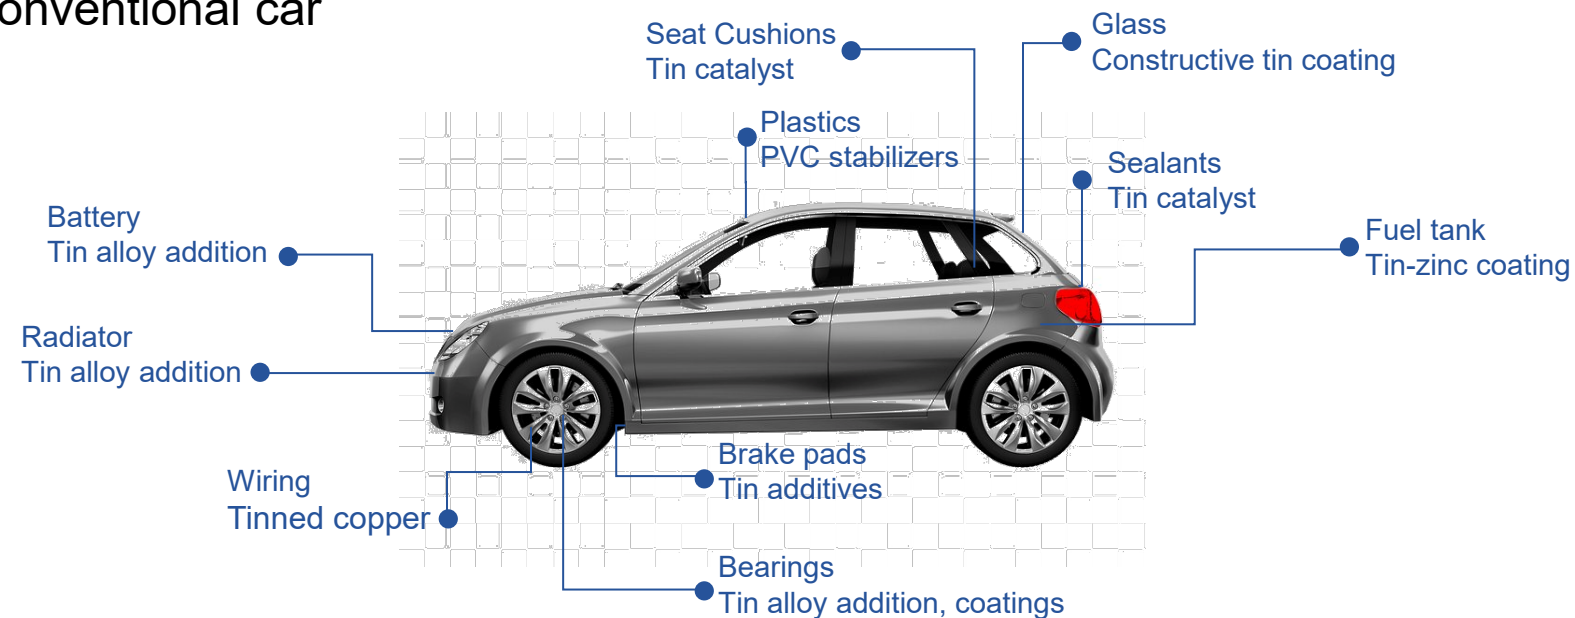 onventional car
Seat Cushions
Tin catalyst
Glass
Constructive tin coating
Plastics
PVC stabilizers
Sealants
Tin catalyst
Battery
Tin alloy addition
Fuel tank
Tin-zinc coating
Radiator
Tin alloy addition
Brake pads
Tin additives
Wiring
Tinned copper
Bearings
Tin alloy addition, coatings